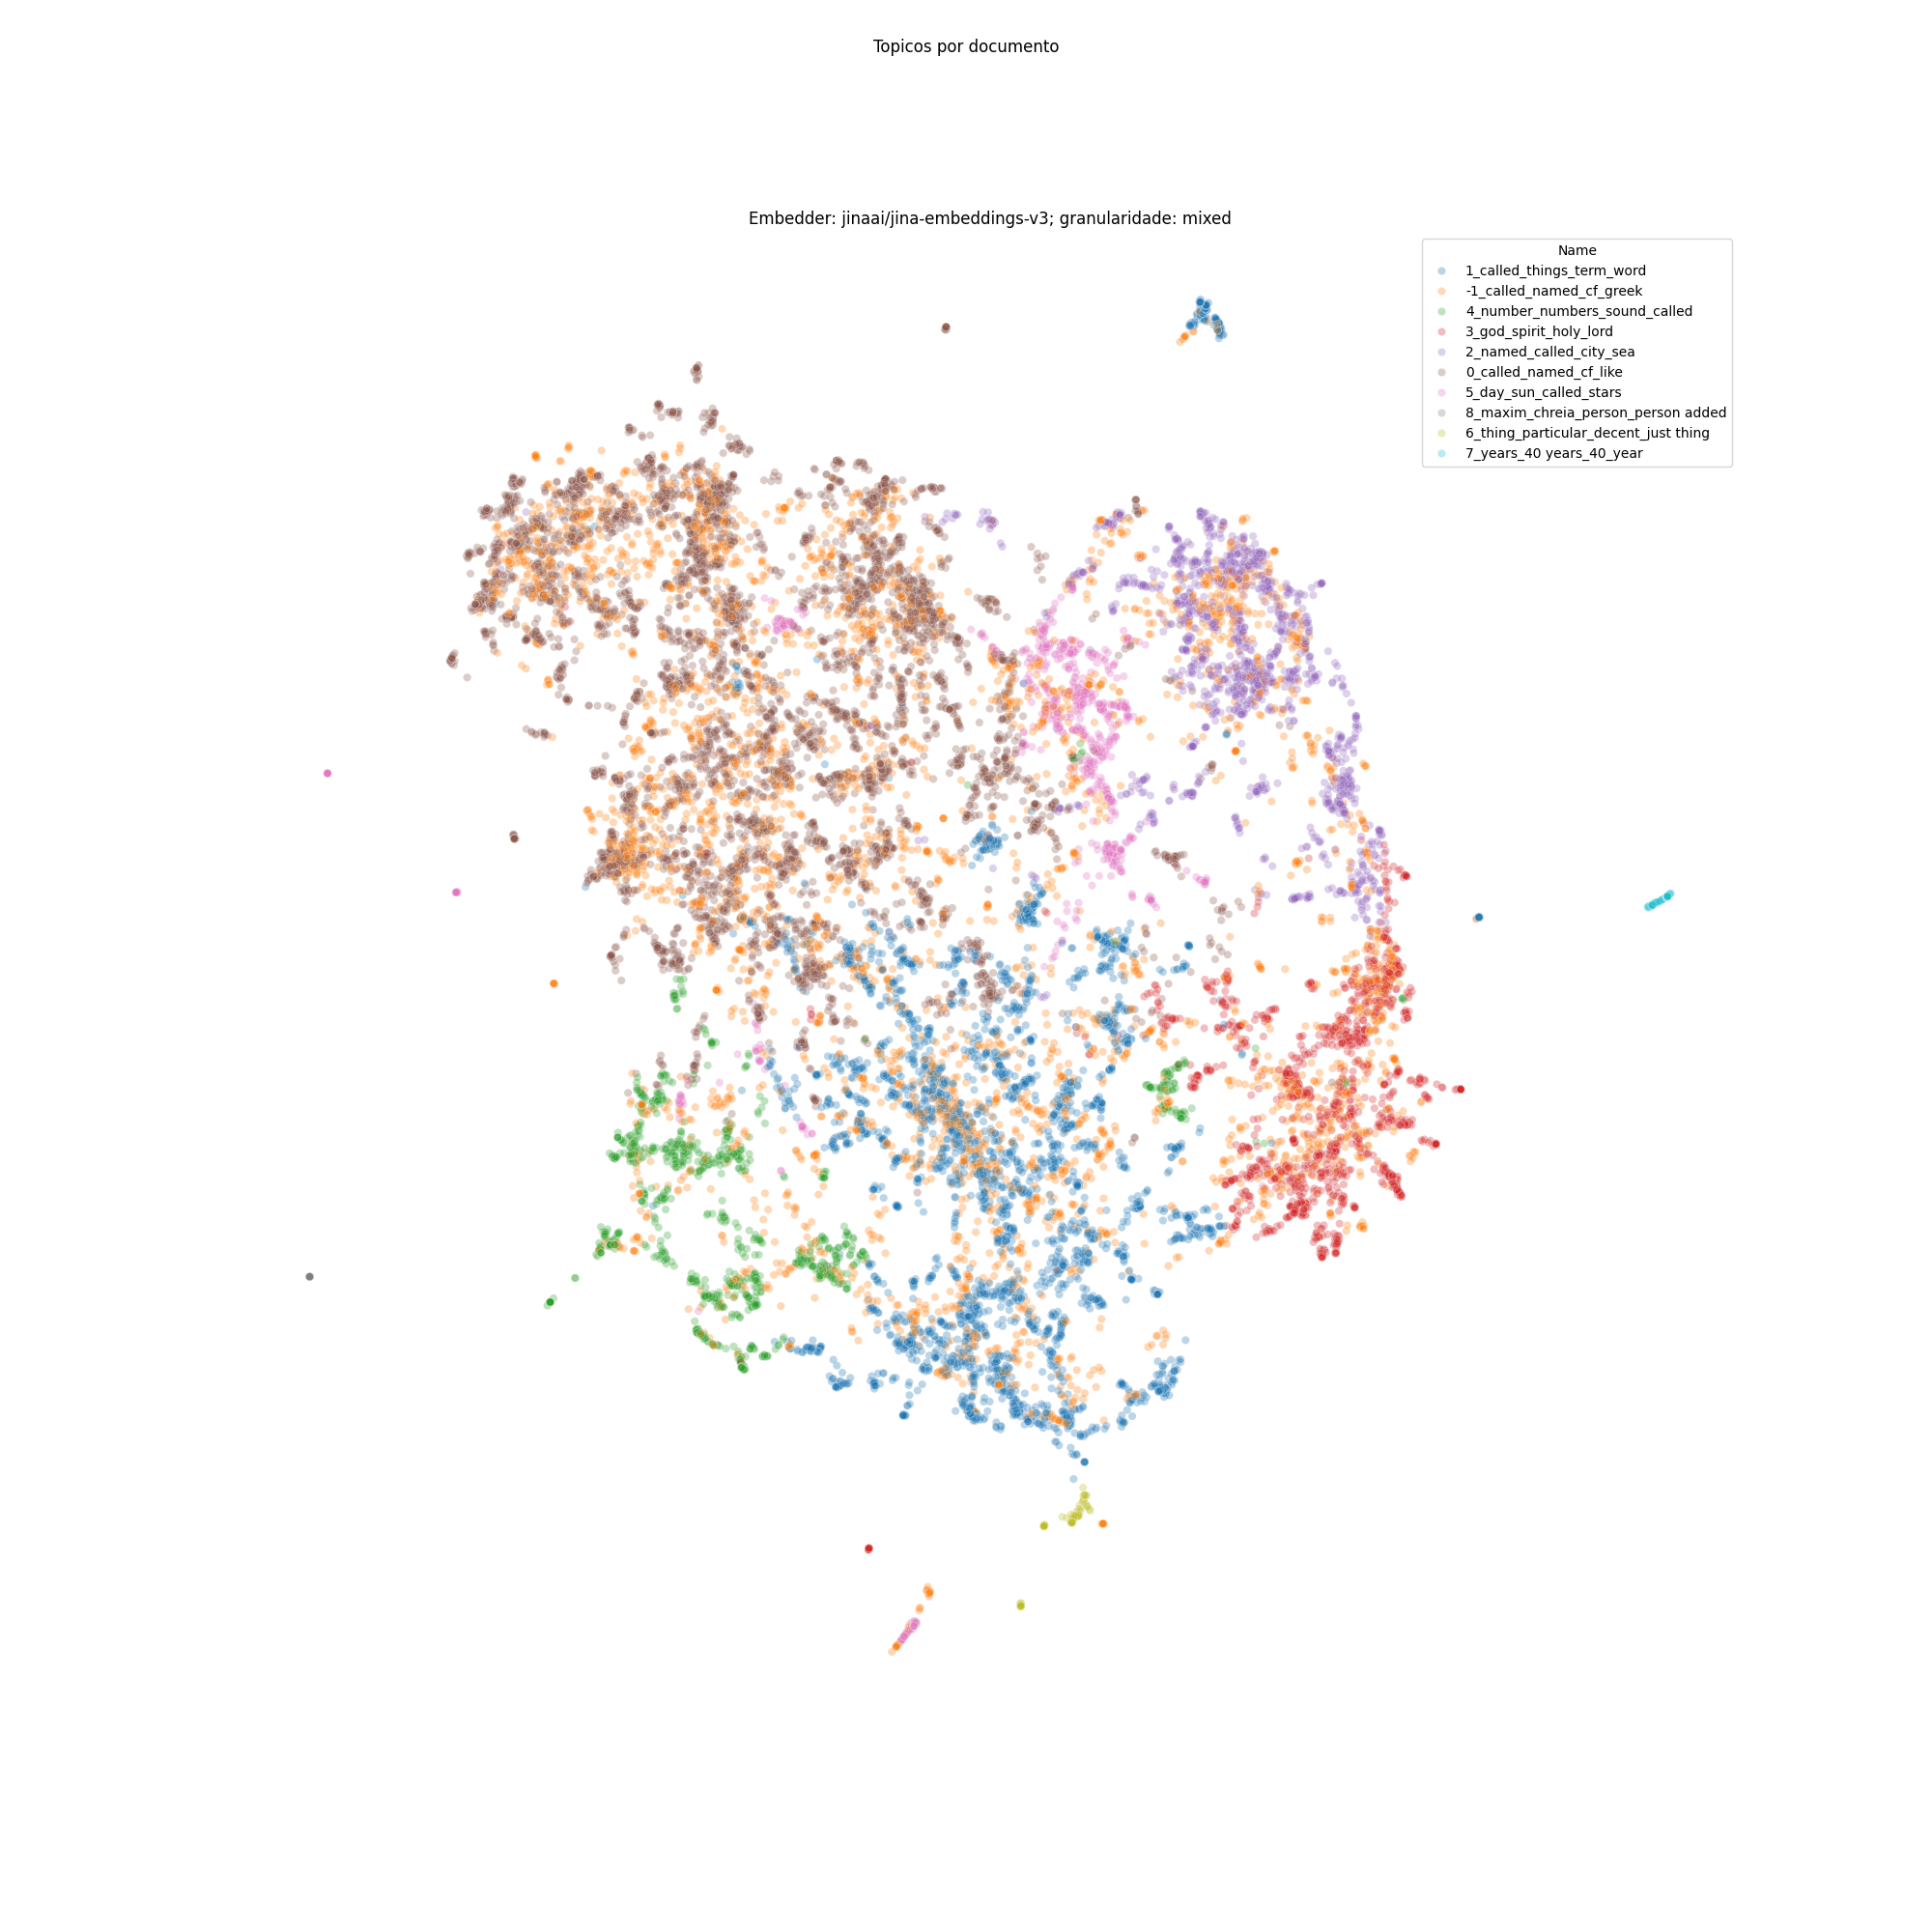 Topicos por documento
Embedder: jinaai/jina-embeddings-v3; granularidade: mixed
Name
1_called_things_term_word
-1_called_named_cf_greek
4_number_numbers_sound_called
3_god_spirit_holy_lord
2_named_called_city_sea
0_called_named_cf_like
5_day_sun_called_stars
8_maxim_chreia_person_person added
6_thing_particular_decent_just thing
7_years_40 years_40_year